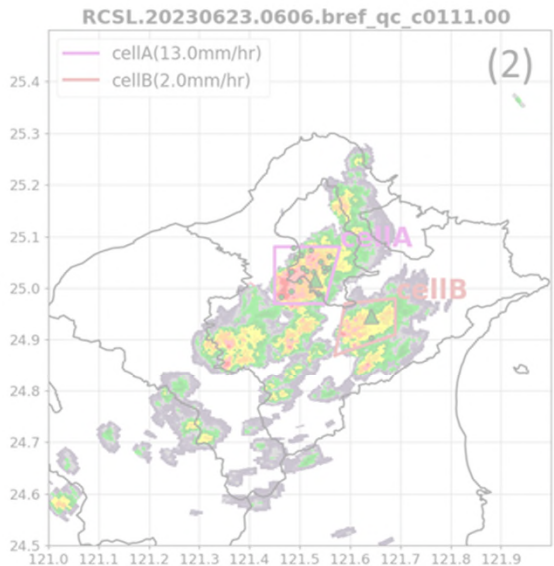 RCSL.20230623.0606.bref_qc_c0111.00
cellA(13.0mm/hr)
cellB(2.0mm/hr)
(2)
25.4
25.3
25.2
25.1
cellA
25.0
cellB
24.9
24.8
24.7
24.6
24.5
121.0 121.1 121.2 121.3 121.4 121.5 121.6 121.7 121.8 121.9